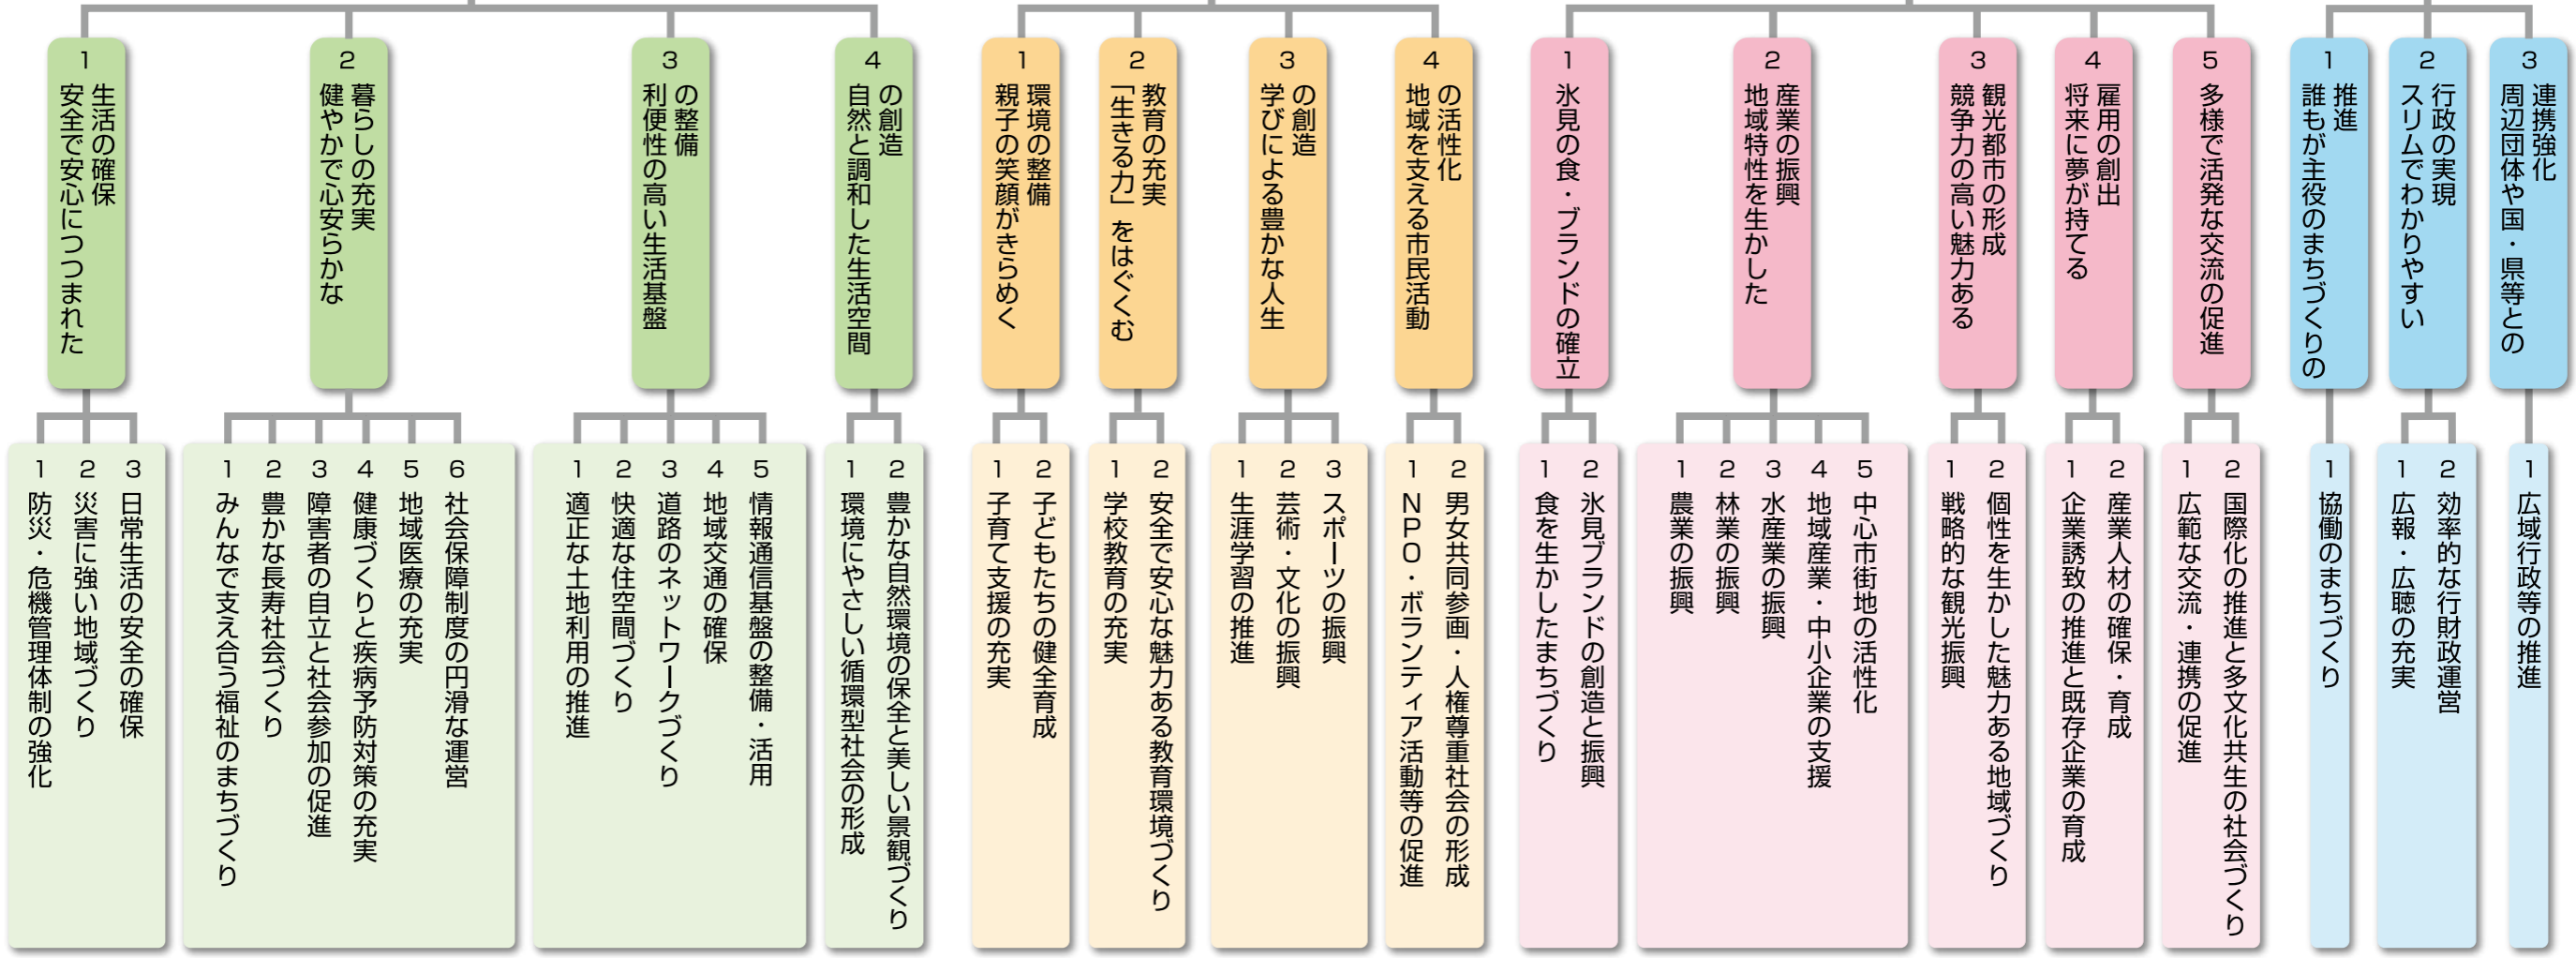 1
安全で安心につつまれた
生活の確保
1 防災・危機管理体制の強化
2 災害に強い地域づくり
3 日常生活の安全の確保
2
健やかで心安らかな
暮らしの充実
1 みんなで支え合う福祉のまちづくり
2 豊かな長寿社会づくり
3 障害者の自立と社会参加の促進
4 健康づくりと疾病予防対策の充実
5 地域医療の充実
6 社会保障制度の円滑な運営
3
利便性の高い生活基盤
の整備
1 適正な土地利用の推進
2 快適な住空間づくり
3 道路のネットワークづくり
4 地域交通の確保
5 情報通信基盤の整備・活用
4
自然と調和した生活空間
の創造
1 環境にやさしい循環型社会の形成
2 豊かな自然環境の保全と美しい景観づくり
1
親子の笑顔がきらめく
環境の整備
1 子育て支援の充実
2 子どもたちの健全育成
2
「生きる力」をはぐくむ
教育の充実
1 学校教育の充実
2 安全で安心な魅力ある教育環境づくり
3
学びによる豊かな人生
の創造
1 生涯学習の推進
2 芸術・文化の振興
3 スポーツの振興
4
地域を支える市民活動
の活性化
1 NPO・ボランティア活動等の促進
2 男女共同参画・人権尊重社会の形成
1
氷見の食・ブランドの確立
1 食を生かしたまちづくり
2 氷見ブランドの創造と振興
2
地域特性を生かした
産業の振興
1 農業の振興
2 林業の振興
3 水産業の振興
4 地域産業・中小企業の支援
5 中心市街地の活性化
3
競争力の高い魅力ある
観光都市の形成
1 戦略的な観光振興
2 個性を生かした魅力ある地域づくり
4
将来に夢が持てる
雇用の創出
1 企業誘致の推進と既存企業の育成
2 産業人材の確保・育成
5
多様で活発な交流の促進
1 広範な交流・連携の促進
2 国際化の推進と多文化共生の社会づくり
1
誰もが主役のまちづくりの
推進
1 協働のまちづくり
2
スリムでわかりやすい
行政の実現
1 広報・広聴の充実
2 効率的な行財政運営
3
周辺団体や国・県等との
連携強化
1 広域行政等の推進